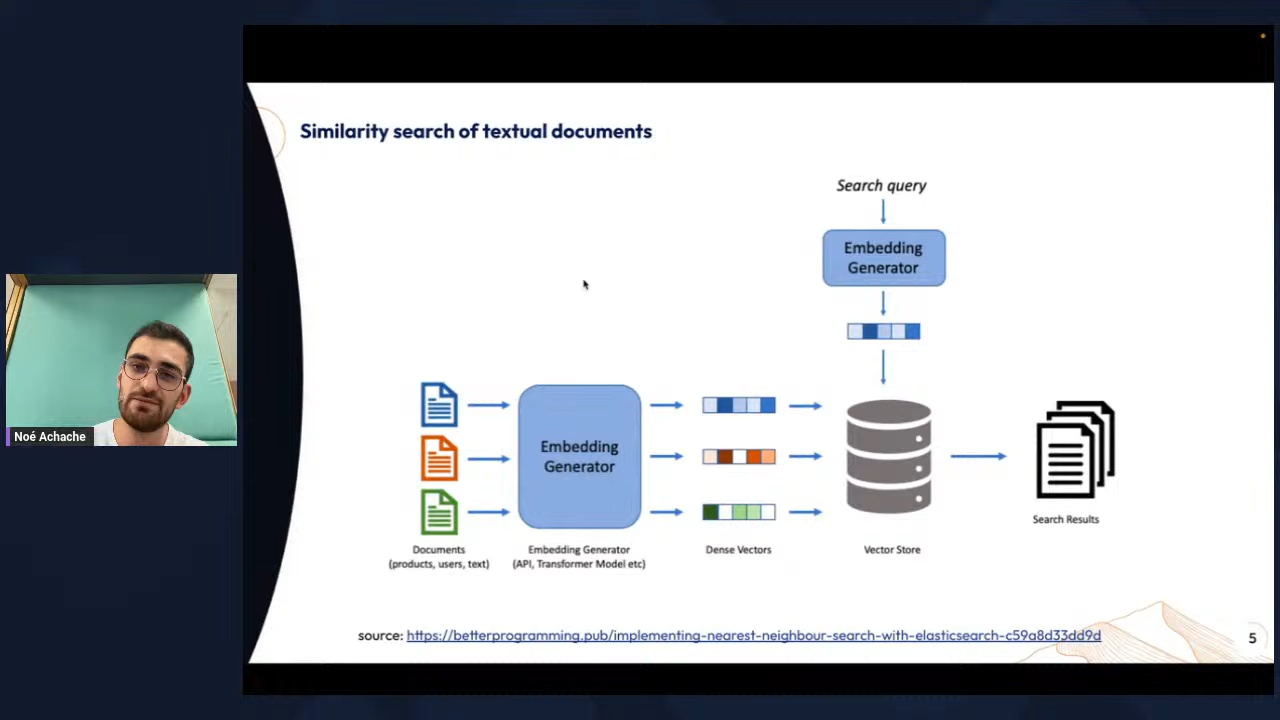 Similarity search of textual documents
Search query
Embedding
Generator
Embedding
Generator
Documents
(products, users, text)
Embedding Generator
(API, Transformer Model etc)
Dense Vectors
Vector Store
Search Results
source: https://betterprogramming.pub/implementing-nearest-neighbour-search-with-elasticsearch-c59a8d33dd9d
5
Noé Achache